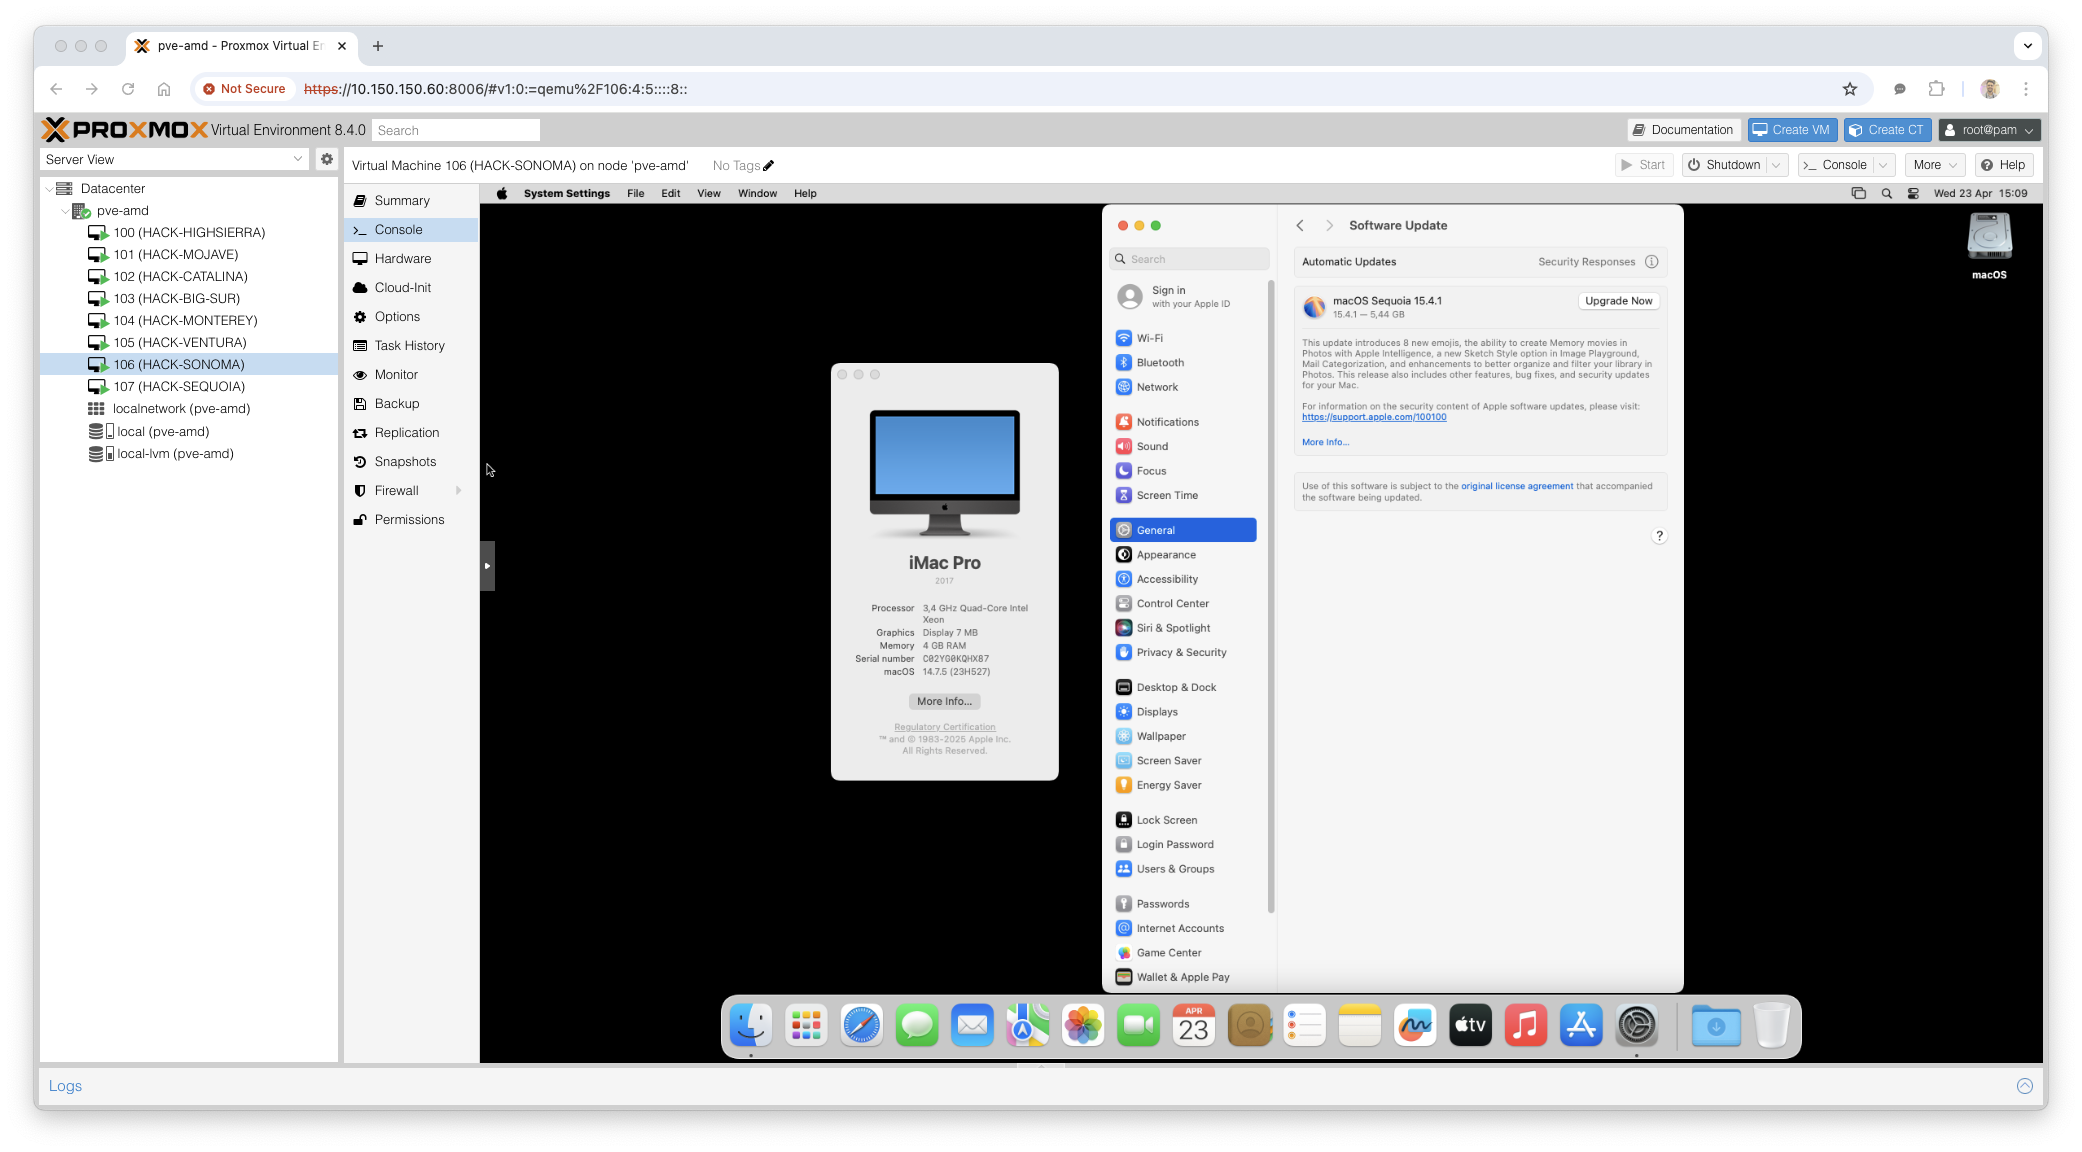 pve-amd - Proxmox Virtual Er
Not Secure
https://10.150.150.60:8006/#v1:0:=qemu%2F106:4:5::::8::
PROXMOX Virtual Environment 8.4.0
Search
Documentation
Create VM
Create CT
root@pam
Server View
Datacenter
pve-amd
100 (HACK-HIGHSIERRA)
101 (HACK-MOJAVE)
102 (HACK-CATALINA)
103 (HACK-BIG-SUR)
104 (HACK-MONTEREY)
105 (HACK-VENTURA)
106 (HACK-SONOMA)
107 (HACK-SEQUOIA)
localnetwork (pve-amd)
local (pve-amd)
local-lvm (pve-amd)
Virtual Machine 106 (HACK-SONOMA) on node 'pve-amd'
No Tags
Start
Shutdown
Console
More
Help
Summary
Console
Hardware
Cloud-Init
Options
Task History
Monitor
Backup
Replication
Snapshots
Firewall
Permissions
System Settings File Edit View Window Help
Wed 23 Apr 15:09
macOS
iMac Pro
2017
Processor 3,4 GHz Quad-Core Intel
Xeon
Graphics Display 7 MB
Memory 4 GB RAM
Serial number C02YG0KQHX87
macOS 14.7.5 (23H527)
More Info...
Regulatory Certification
™ and © 1983-2025 Apple Inc.
All Rights Reserved.
Search
Sign in
with your Apple ID
Wi-Fi
Bluetooth
Network
Notifications
Sound
Focus
Screen Time
General
Appearance
Accessibility
Control Center
Siri & Spotlight
Privacy & Security
Desktop & Dock
Displays
Wallpaper
Screen Saver
Energy Saver
Lock Screen
Login Password
Users & Groups
Passwords
Internet Accounts
Game Center
Wallet & Apple Pay
Software Update
Automatic Updates
Security Responses
macOS Sequoia 15.4.1
15.4.1 — 5,44 GB
Upgrade Now
This update introduces 8 new emojis, the ability to create Memory movies in
Photos with Apple Intelligence, a new Sketch Style option in Image Playground,
Mail Categorization, and enhancements to better organize and filter your library in
Photos. This release also includes other features, bug fixes, and security updates
for your Mac.
For information on the security content of Apple software updates, please visit:
https://support.apple.com/100100
More Info...
Use of this software is subject to the original license agreement that accompanied
the software being updated.
?
APR
23
tv
Logs